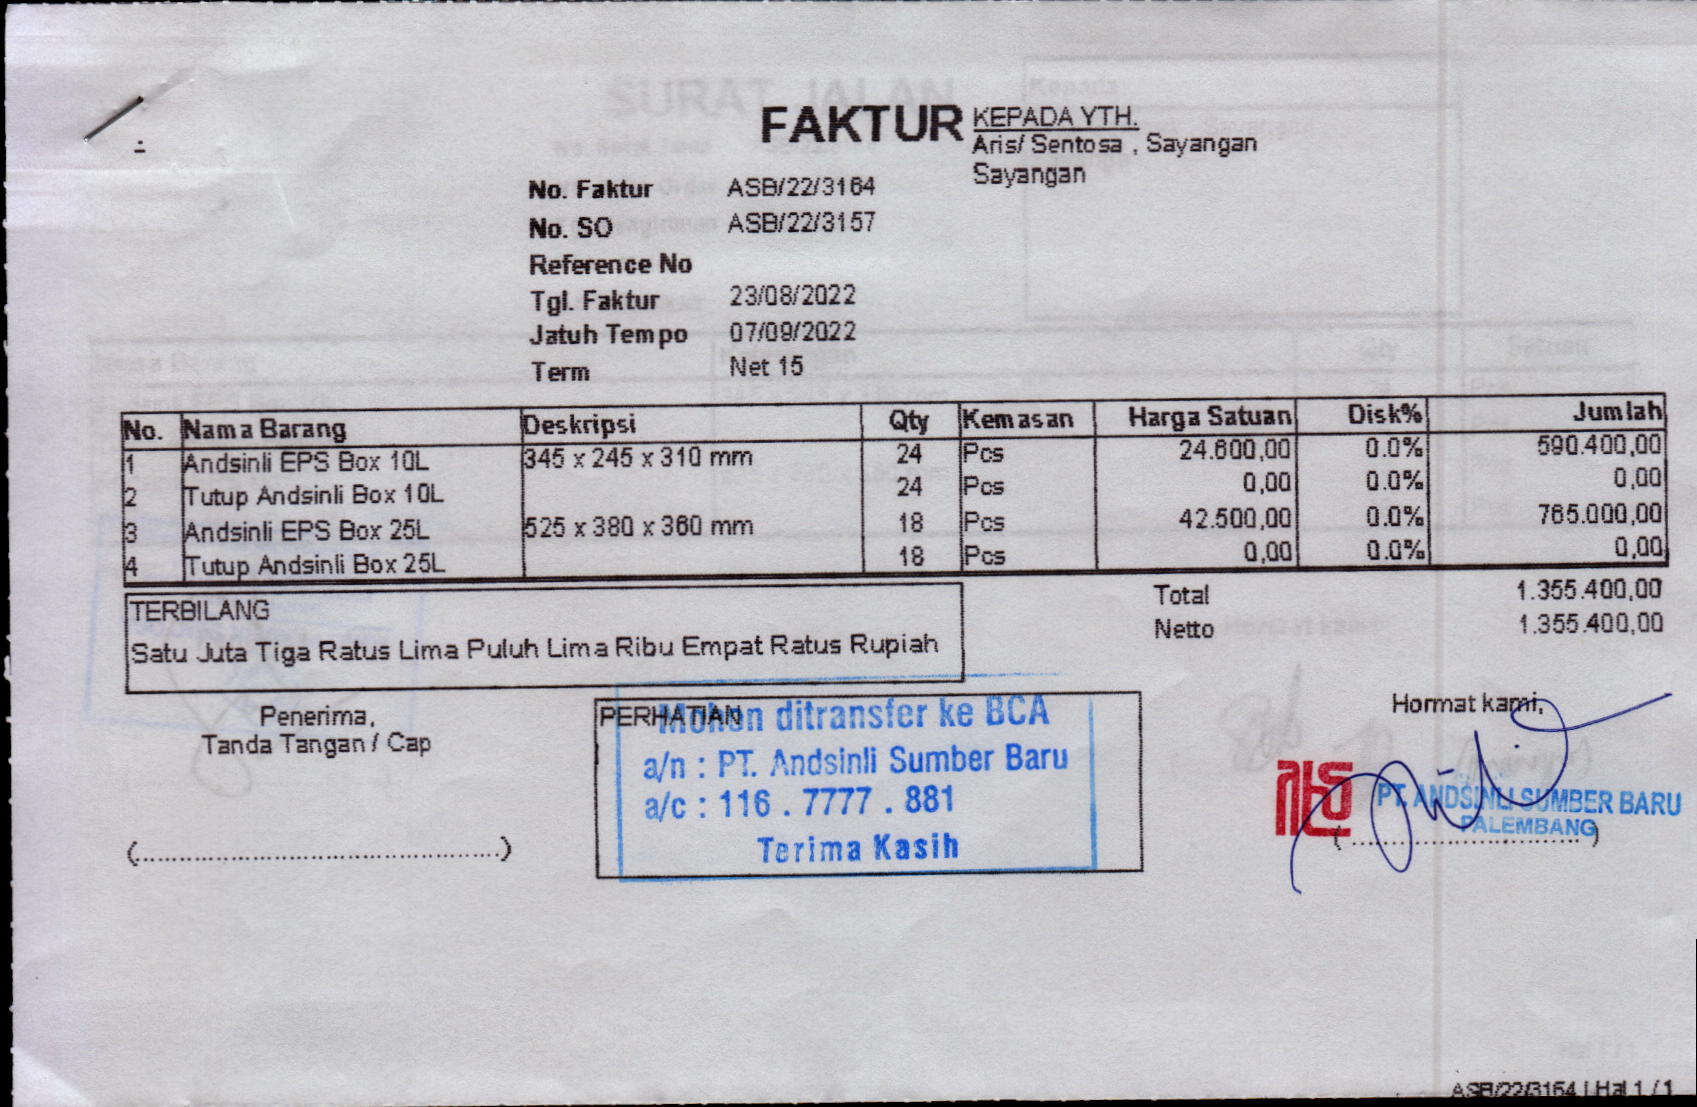 FAKTUR
KEPADA YTH.
Aris/ Sentosa , Sayangan
Sayangan
No. Faktur ASB/22/3164
No. SO ASB/22/3157
Reference No
Tgl. Faktur 23/08/2022
Jatuh Tempo 07/09/2022
Term Net 15
No. Nama Barang Deskripsi Qty Kemasan Harga Satuan Disk% Jumlah
1 Andsinli EPS Box 10L 345 x 245 x 310 mm 24 Pcs 24.600,00 0.0% 590.400,00
2 Tutup Andsinli Box 10L 24 Pcs 0,00 0.0% 0,00
3 Andsinli EPS Box 25L 525 x 380 x 360 mm 18 Pcs 42.500,00 0.0% 765.000,00
4 Tutup Andsinli Box 25L 18 Pcs 0,00 0.0% 0,00
Total 1.355.400,00
Netto 1.355.400,00
TERBILANG
Satu Juta Tiga Ratus Lima Puluh Lima Ribu Empat Ratus Rupiah
Penerima,
Tanda Tangan / Cap
(................................................)
PERHATIAN
Mohon ditransfer ke BCA
a/n : PT. Andsinli Sumber Baru
a/c : 116 . 7777 . 881
Terima Kasih
Hormat kami,
PT. ANDSINLI SUMBER BARU
PALEMBANG
(..............................)
ASB/22/3164 | Hal 1 / 1